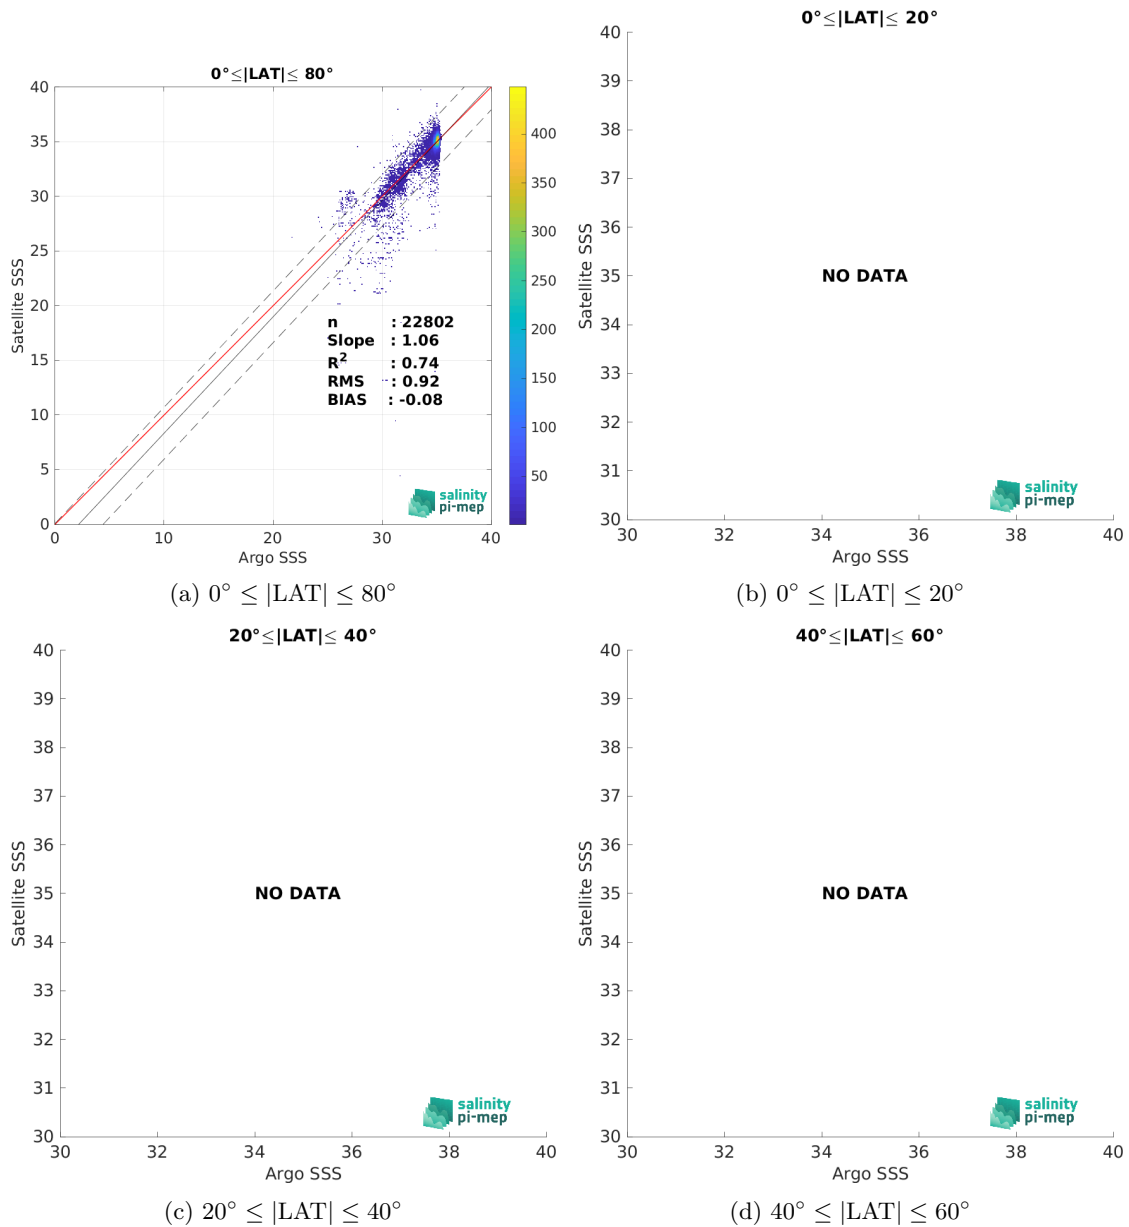 0°≤|LAT|≤ 80°
40
35
30
25
20
15
10
5
0
0
10
20
30
40
Satellite SSS
Argo SSS
n : 22802
Slope : 1.06
R² : 0.74
RMS : 0.92
BIAS : -0.08
400
350
300
250
200
150
100
50
salinity
pi-mep
(a) 0° ≤ |LAT| ≤ 80°
0°≤|LAT|≤ 20°
40
39
38
37
36
35
34
33
32
31
30
30
32
34
36
38
40
Satellite SSS
Argo SSS
NO DATA
salinity
pi-mep
(b) 0° ≤ |LAT| ≤ 20°
20°≤|LAT|≤ 40°
40
39
38
37
36
35
34
33
32
31
30
30
32
34
36
38
40
Satellite SSS
Argo SSS
NO DATA
salinity
pi-mep
(c) 20° ≤ |LAT| ≤ 40°
40°≤|LAT|≤ 60°
40
39
38
37
36
35
34
33
32
31
30
30
32
34
36
38
40
Satellite SSS
Argo SSS
NO DATA
salinity
pi-mep
(d) 40° ≤ |LAT| ≤ 60°